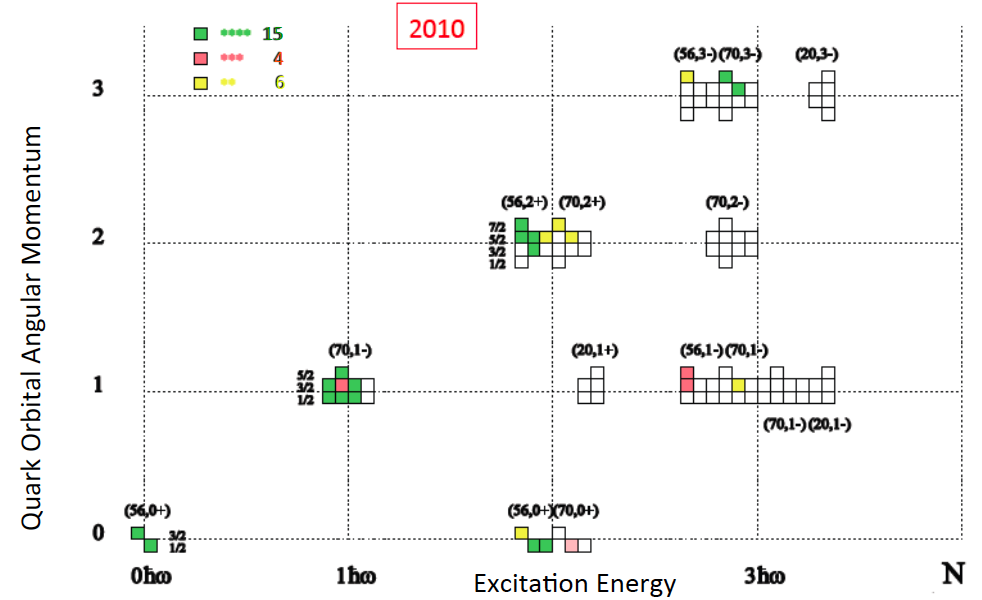 2010
**** 15
*** 4
** 6
Quark Orbital Angular Momentum
3
(56,3-) (70,3-) (20,3-)
2
(56,2+) (70,2+) (70,2-)
7/2
5/2
3/2
1/2
1
(70,1-) (20,1+) (56,1-) (70,1-)
5/2
3/2
1/2
(70,1-) (20,1-)
0
(56,0+) (56,0+) (70,0+)
3/2
1/2
0ħω 1ħω 3ħω N
Excitation Energy